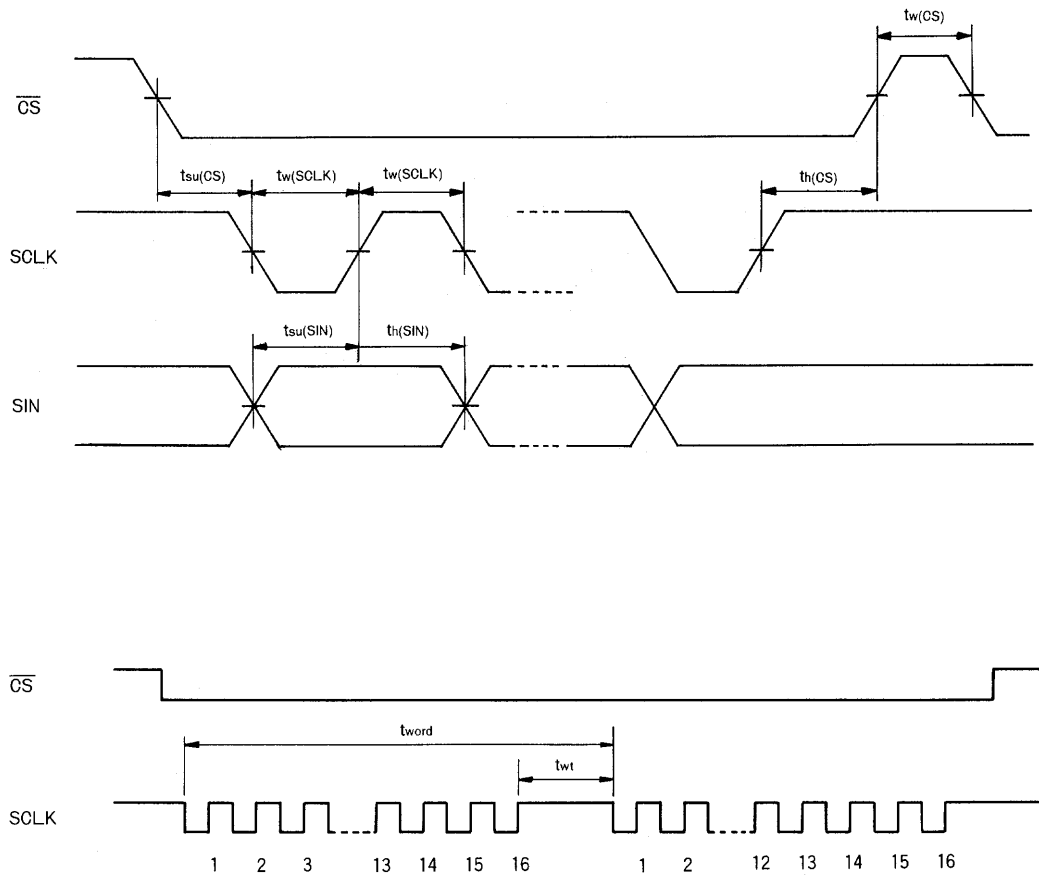 tw(CS)
CS
tsu(CS) tw(SCLK) tw(SCLK) th(CS)
SCLK
tsu(SIN) th(SIN)
SIN
CS
tword
twt
SCLK
1 2 3 13 14 15 16 1 2 12 13 14 15 16